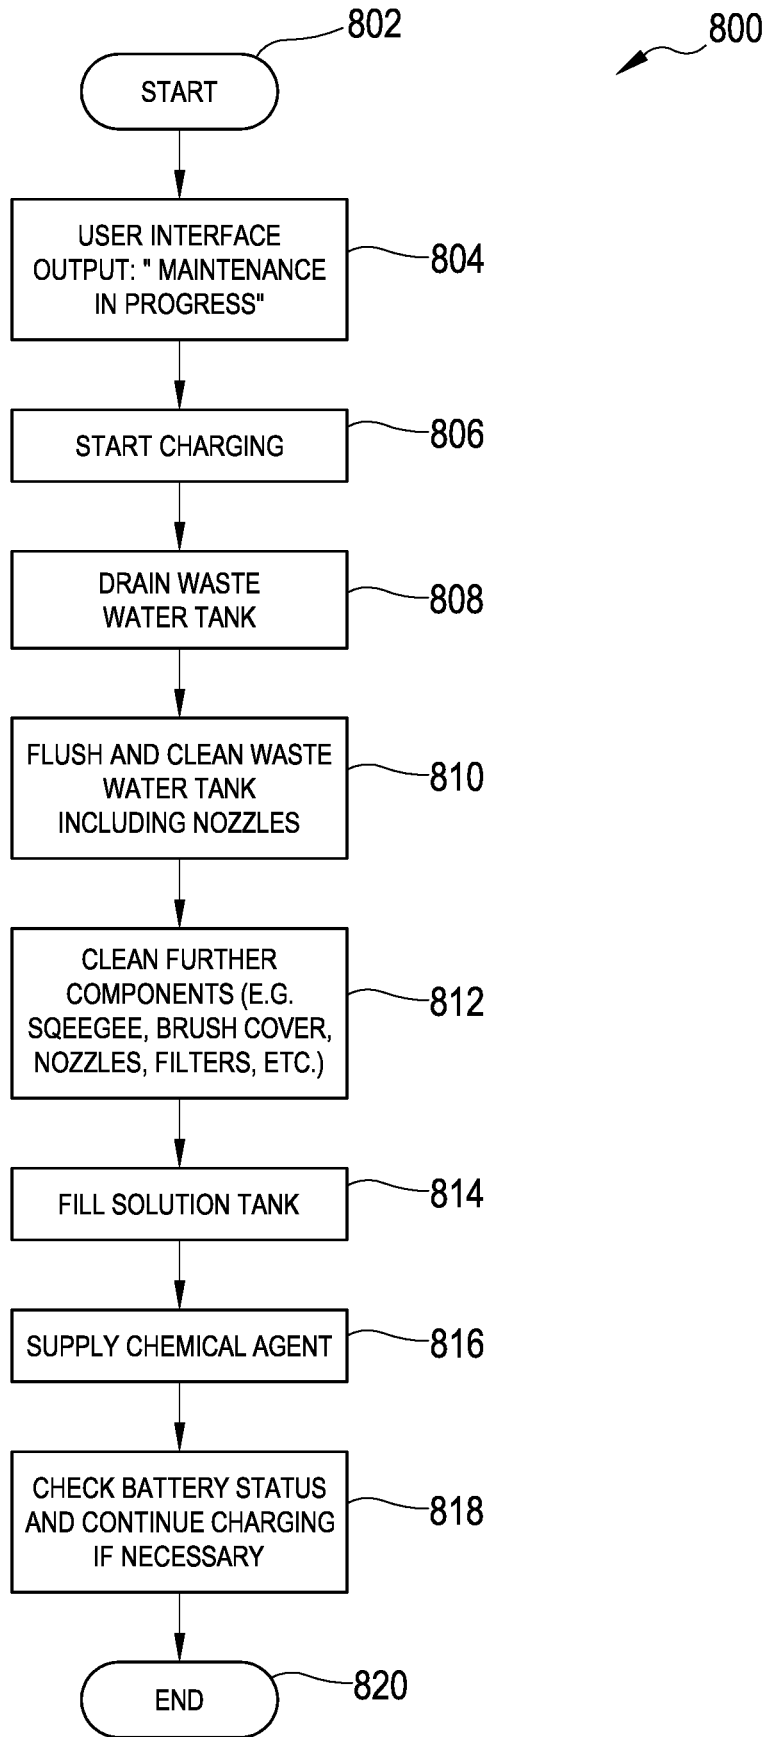 802
800
START
USER INTERFACE
OUTPUT: " MAINTENANCE
IN PROGRESS"
804
START CHARGING
806
DRAIN WASTE
WATER TANK
808
FLUSH AND CLEAN WASTE
WATER TANK
INCLUDING NOZZLES
810
CLEAN FURTHER
COMPONENTS (E.G.
SQEEGEE, BRUSH COVER,
NOZZLES, FILTERS, ETC.)
812
FILL SOLUTION TANK
814
SUPPLY CHEMICAL AGENT
816
CHECK BATTERY STATUS
AND CONTINUE CHARGING
IF NECESSARY
818
END
820